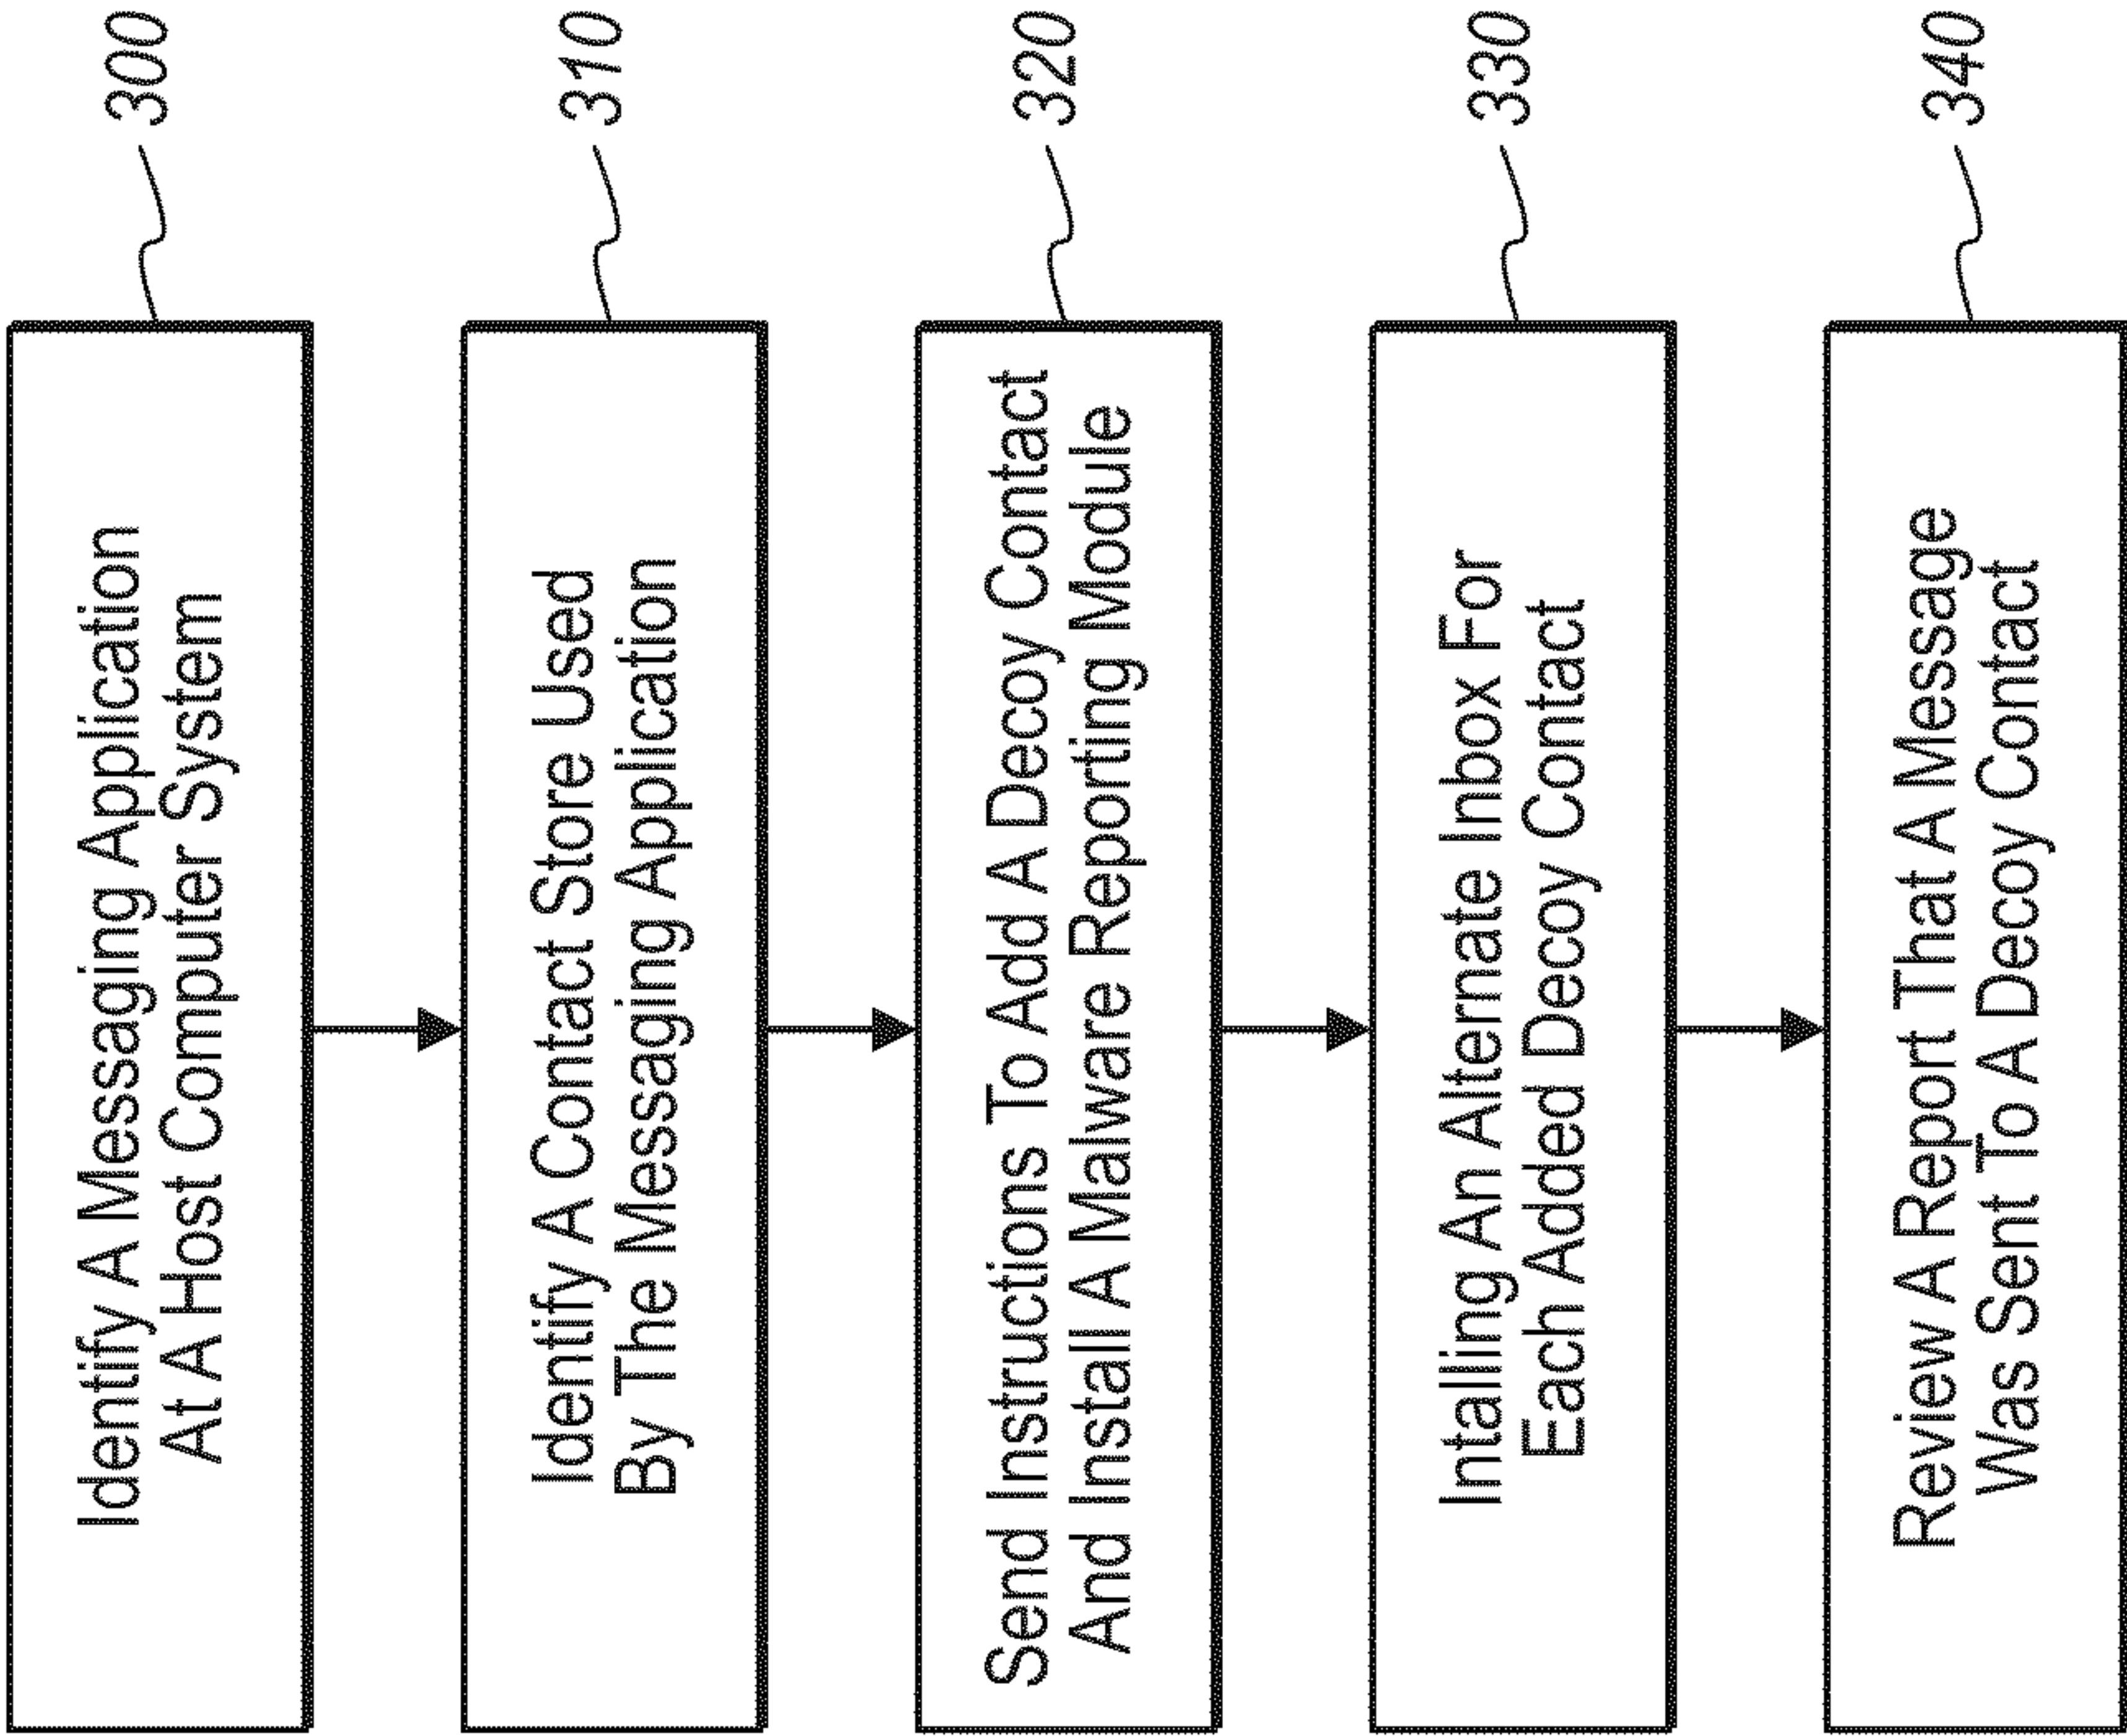 Identify A Messaging Application
At A Host Computer System
300
Identify A Contact Store Used
By The Messaging Application
310
Send Instructions To Add A Decoy Contact
And Install A Malware Reporting Module
320
Intalling An Alternate Inbox For
Each Added Decoy Contact
330
Review A Report That A Message
Was Sent To A Decoy Contact
340